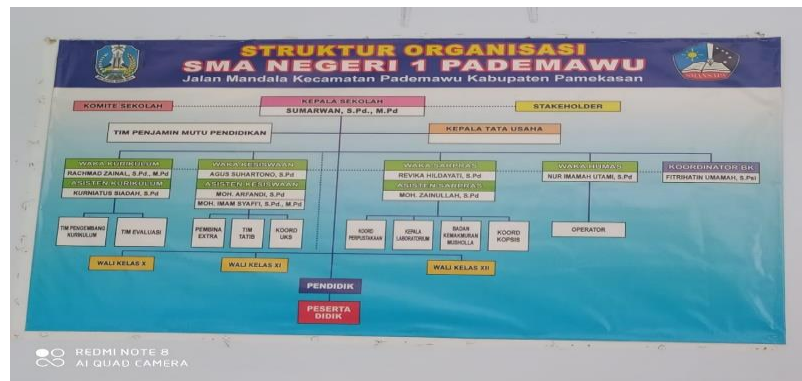 STRUKTUR ORGANISASI
SMA NEGERI 1 PADEMAWU
Jalan Mandala Kecamatan Pademawu Kabupaten Pamekasan
SMANSAPA
KOMITE SEKOLAH
KEPALA SEKOLAH
SUMARWAN, S.Pd., M.Pd
STAKEHOLDER
TIM PENJAMIN MUTU PENDIDIKAN
KEPALA TATA USAHA
WAKA KURIKULUM
RACHMAD ZAINAL, S.Pd., M.Pd
ASISTEN KURIKULUM
KURNIATUS SIADAH, S.Pd
WAKA KESISWAAN
AGUS SUHARTONO, S.Pd
ASISTEN KESISWAAN
MOH. ARFANDI, S.Pd
MOH. IMAM SYAFI'I, S.Pd., M.Pd
WAKA SARPRAS
REVIKA HILDAYATI, S.Pd
ASISTEN SARPRAS
MOH. ZAINULLAH, S.Pd
WAKA HUMAS
NUR IMAMAH UTAMI, S.Pd
KOORDINATOR BK
FITRIHATIN UMAMAH, S.Psi
TIM PENGEMBANG
KURIKULUM
TIM EVALUASI
PEMBINA
EXTRA
TIM
TATIB
KOORD
UKS
KOORD
PERPUSTAKAAN
KEPALA
LABORATORIUM
BADAN
KEMAKMURAN
MUSHOLLA
KOORD
KOPSIS
OPERATOR
WALI KELAS X
WALI KELAS XI
WALI KELAS XII
PENDIDIK
PESERTA
DIDIK
REDMI NOTE 8
AI QUAD CAMERA